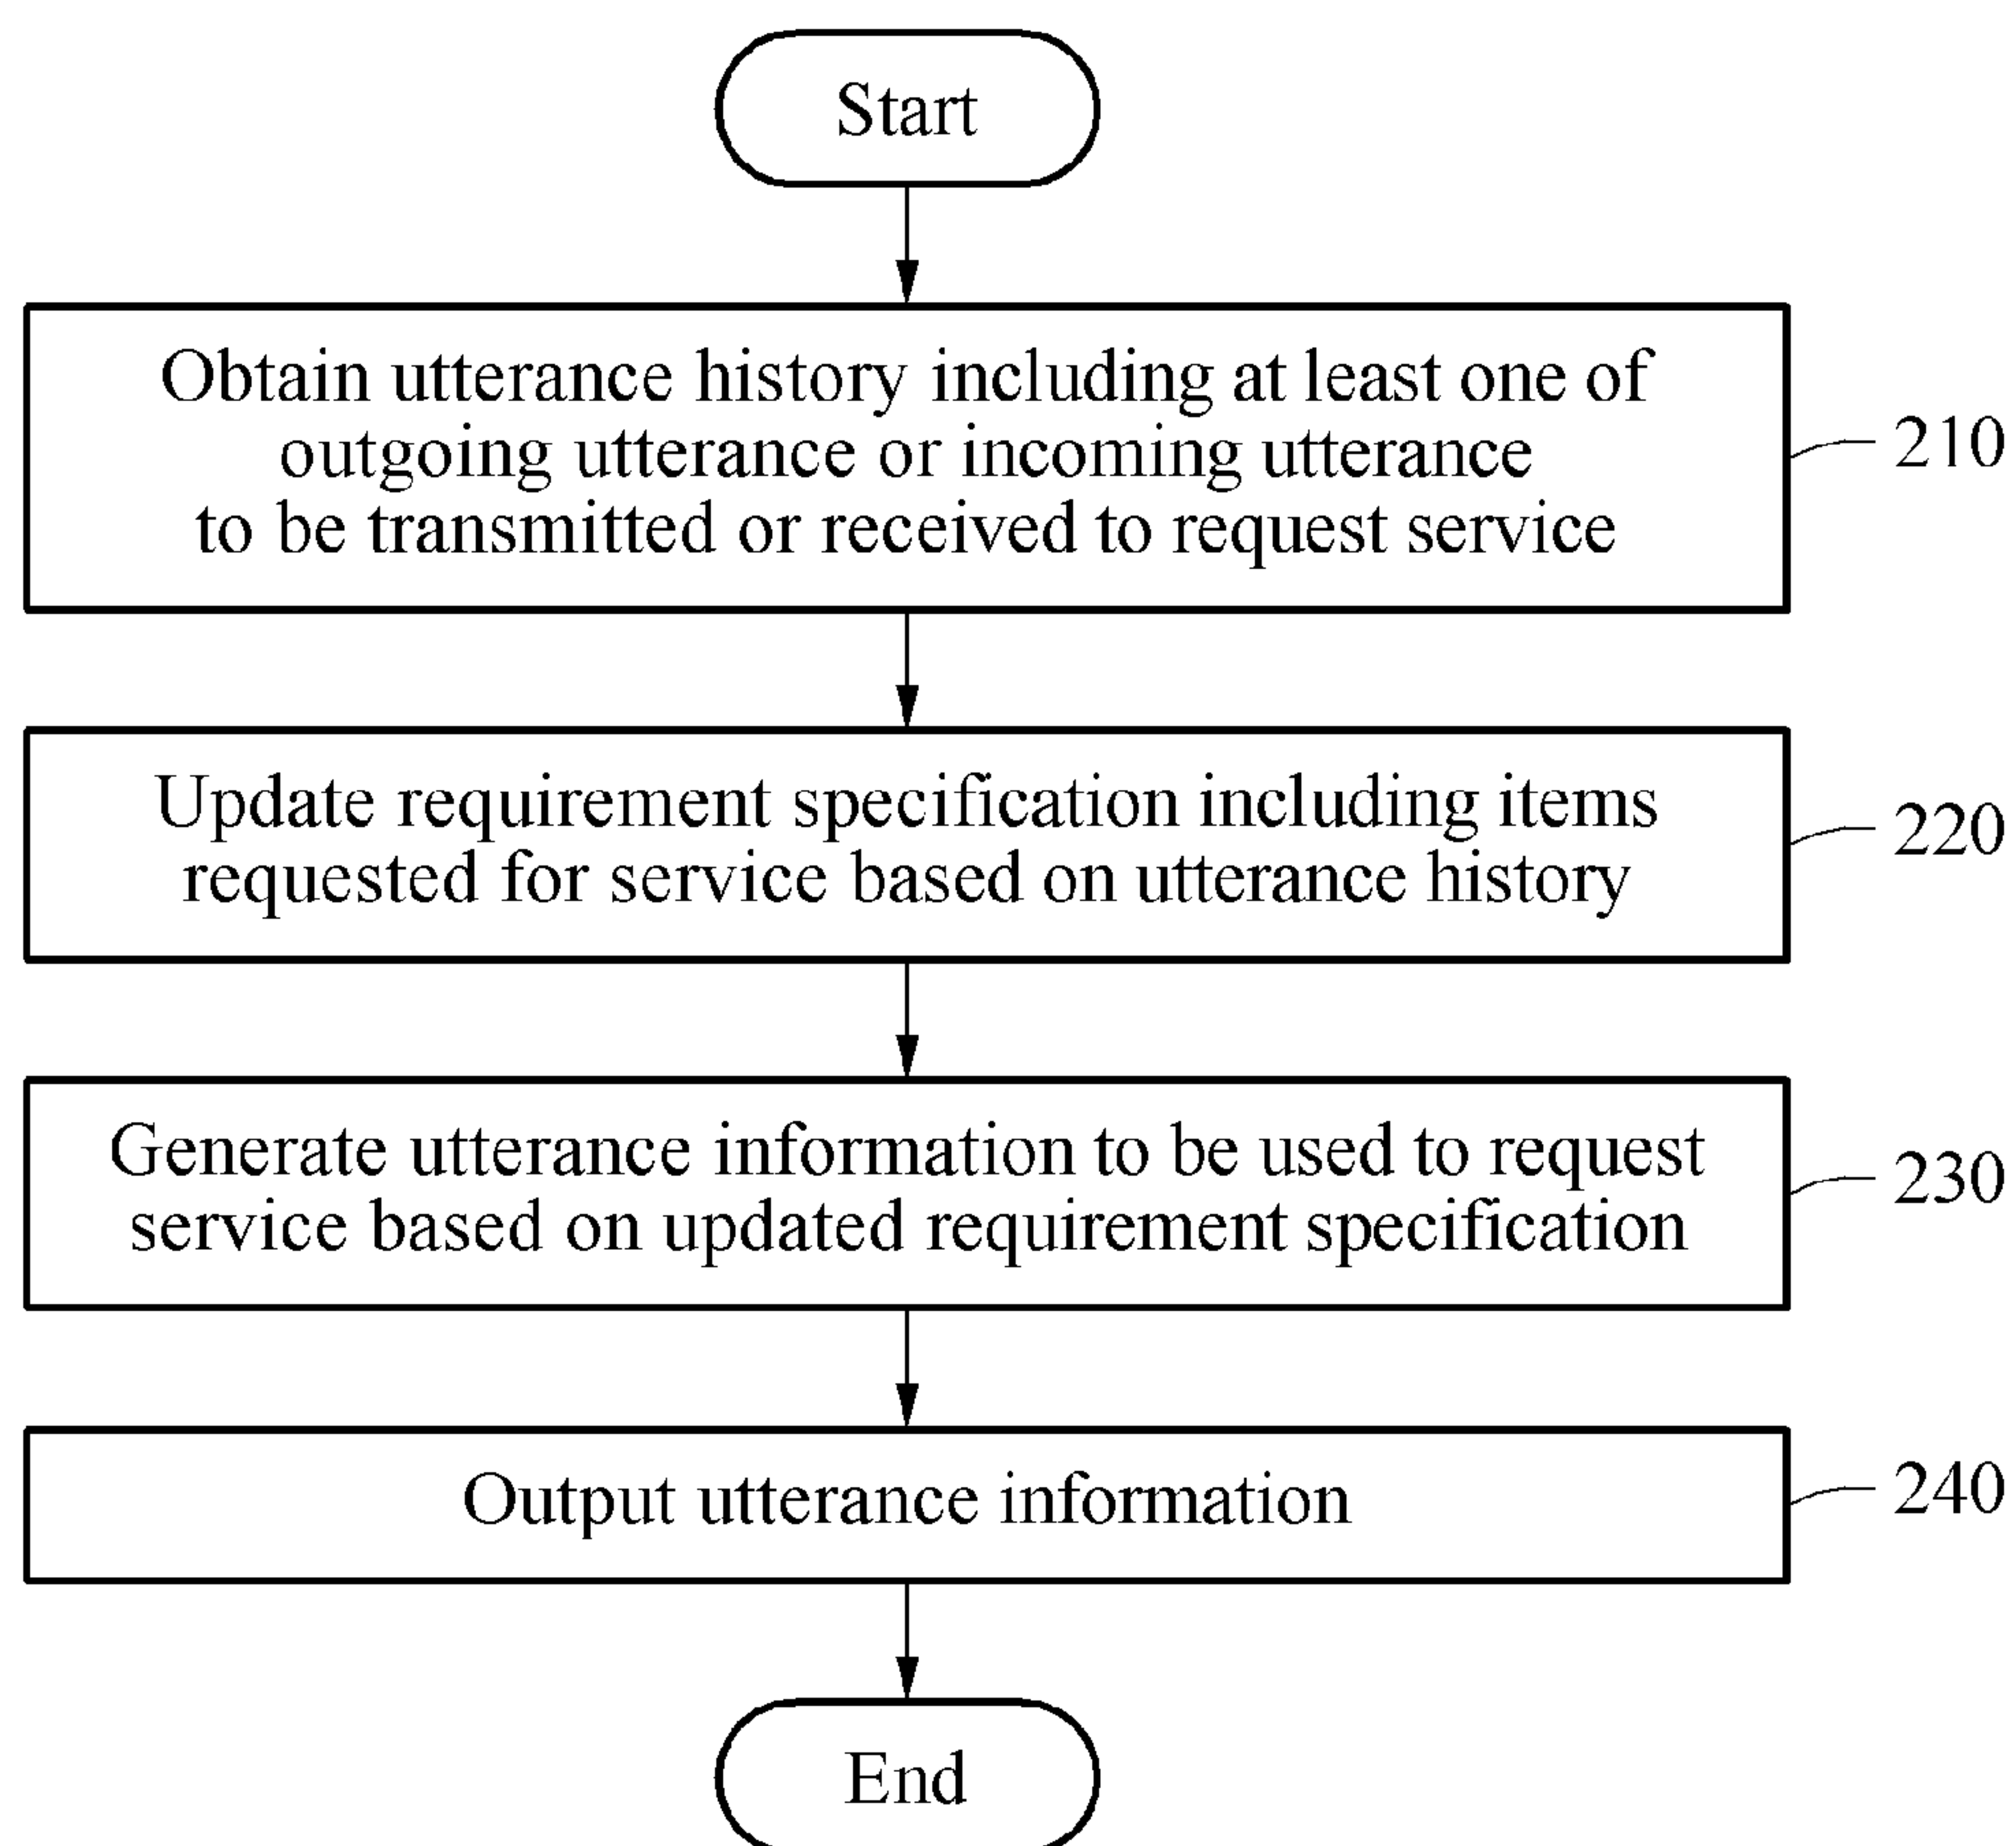 Start
Obtain utterance history including at least one of
outgoing utterance or incoming utterance
to be transmitted or received to request service
210
Update requirement specification including items
requested for service based on utterance history
220
Generate utterance information to be used to request
service based on updated requirement specification
230
Output utterance information
240
End